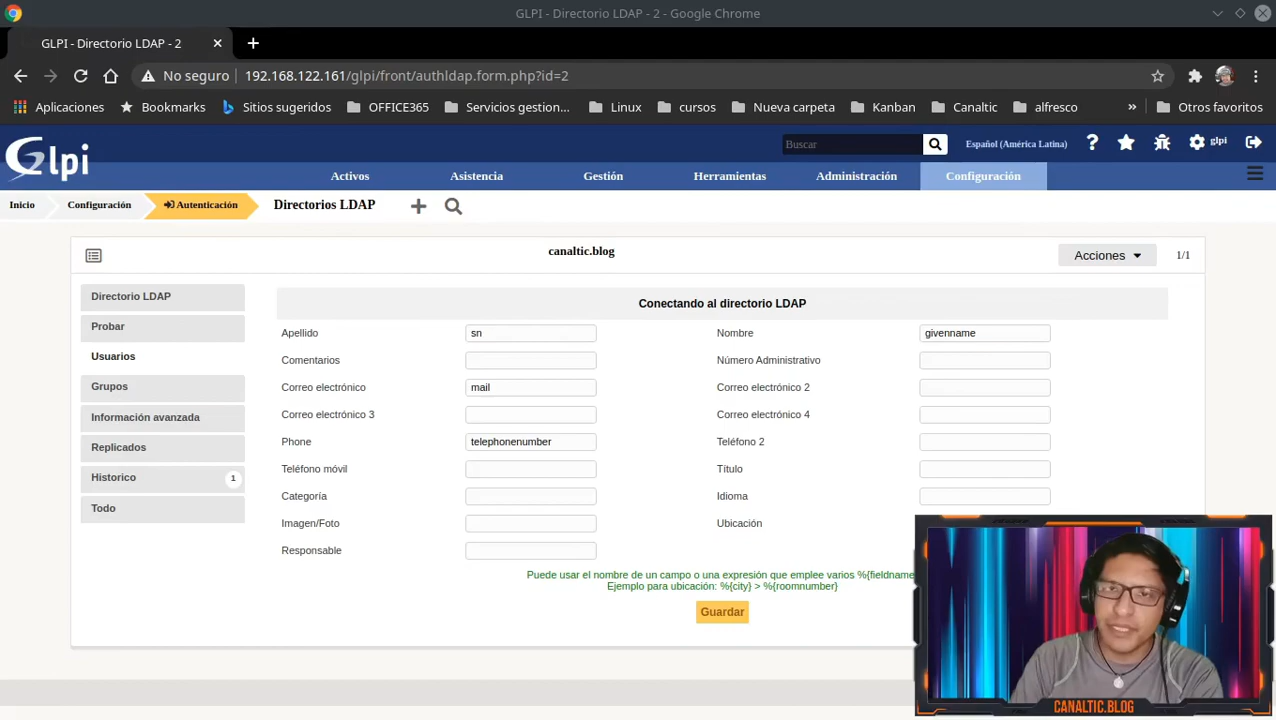 GLPI - Directorio LDAP - 2 - Google Chrome
GLPI - Directorio LDAP - 2
No seguro 192.168.122.161/glpi/front/authldap.form.php?id=2
Aplicaciones Bookmarks Sitios sugeridos OFFICE365 Servicios gestion... Linux cursos Nueva carpeta Kanban Canaltic alfresco » Otros favoritos
Glpi Buscar Español (América Latina) ? glpi
Activos Asistencia Gestión Herramientas Administración Configuración
Inicio Configuración Autenticación Directorios LDAP
canaltic.blog Acciones 1/1
Directorio LDAP
Probar
Usuarios
Grupos
Información avanzada
Replicados
Historico 1
Todo
Conectando al directorio LDAP
Apellido sn Nombre givenname
Comentarios Número Administrativo
Correo electrónico mail Correo electrónico 2
Correo electrónico 3 Correo electrónico 4
Phone telephonenumber Teléfono 2
Teléfono móvil Título
Categoría Idioma
Imagen/Foto Ubicación
Responsable
Puede usar el nombre de un campo o una expresión que emplee varios %{fieldname
Ejemplo para ubicación: %{city} > %{roomnumber}
Guardar
CANALTIC.BLOG